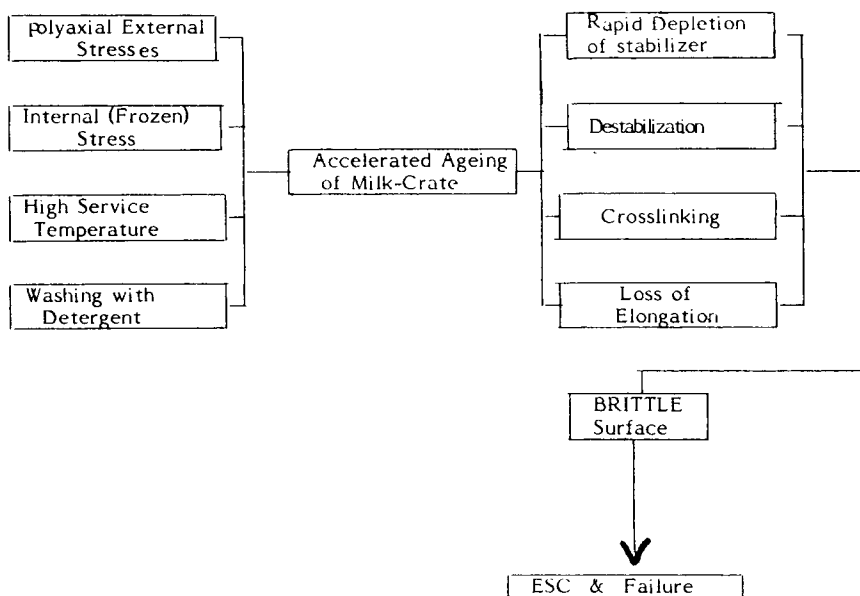 polyaxial External
Stresses
Internal (Frozen)
Stress
High Service
Temperature
Washing with
Detergent
Accelerated Ageing
of Milk-Crate
Rapid Depletion
of stabilizer
Destabilization
Crosslinking
Loss of
Elongation
BRITTLE
Surface
ESC & Failure